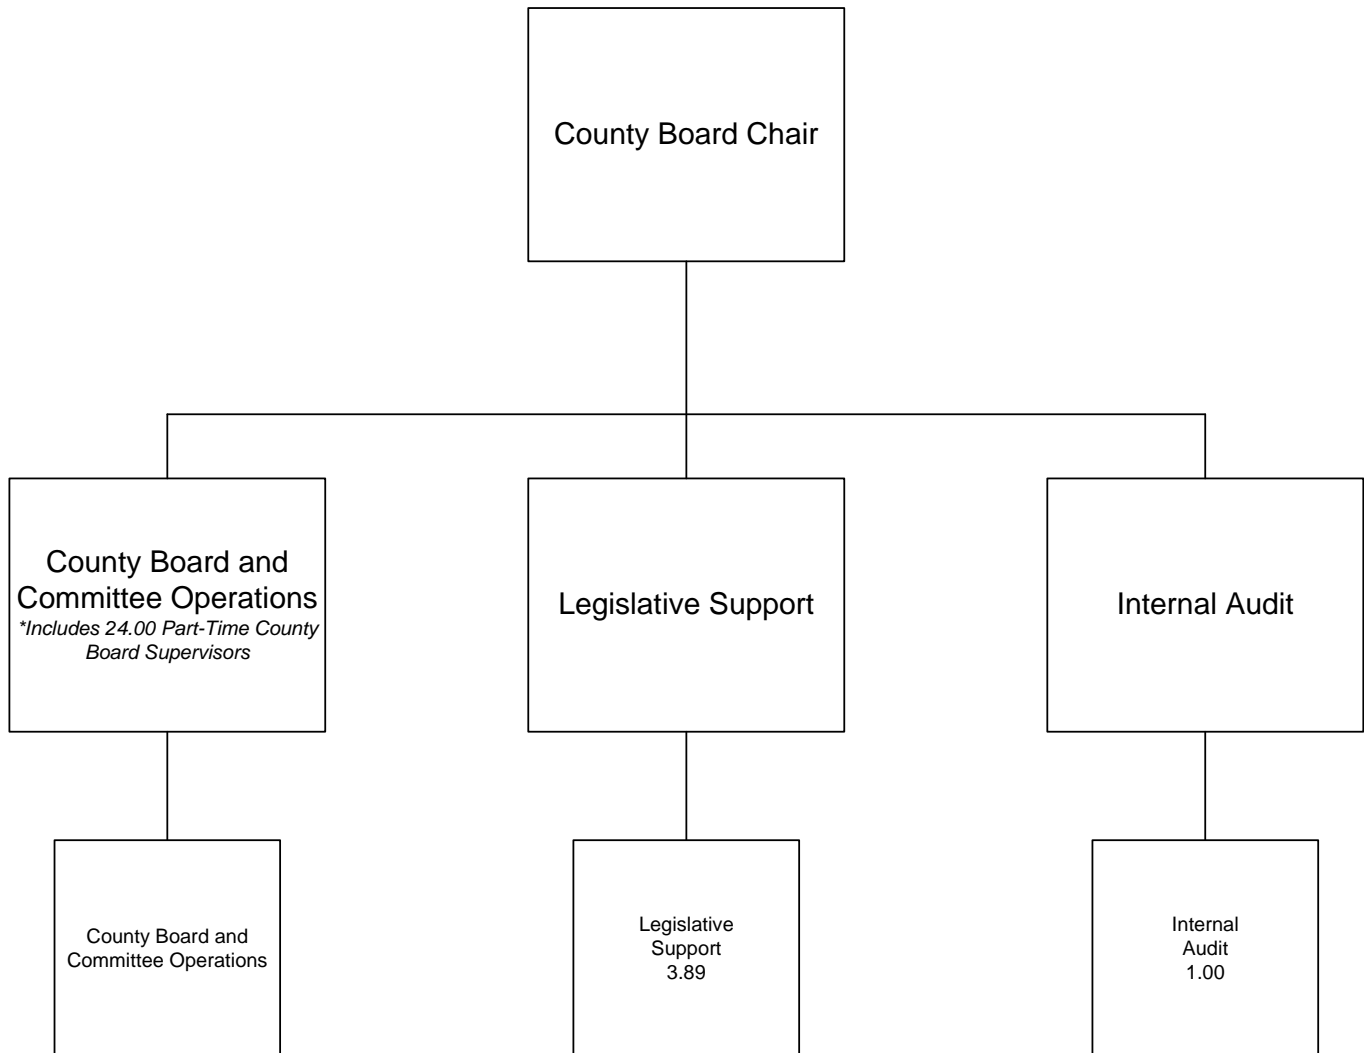 County Board Chair
County Board and
Committee Operations
*Includes 24.00 Part-Time County
Board Supervisors
Legislative Support
Internal Audit
County Board and
Committee Operations
Legislative
Support
3.89
Internal
Audit
1.00